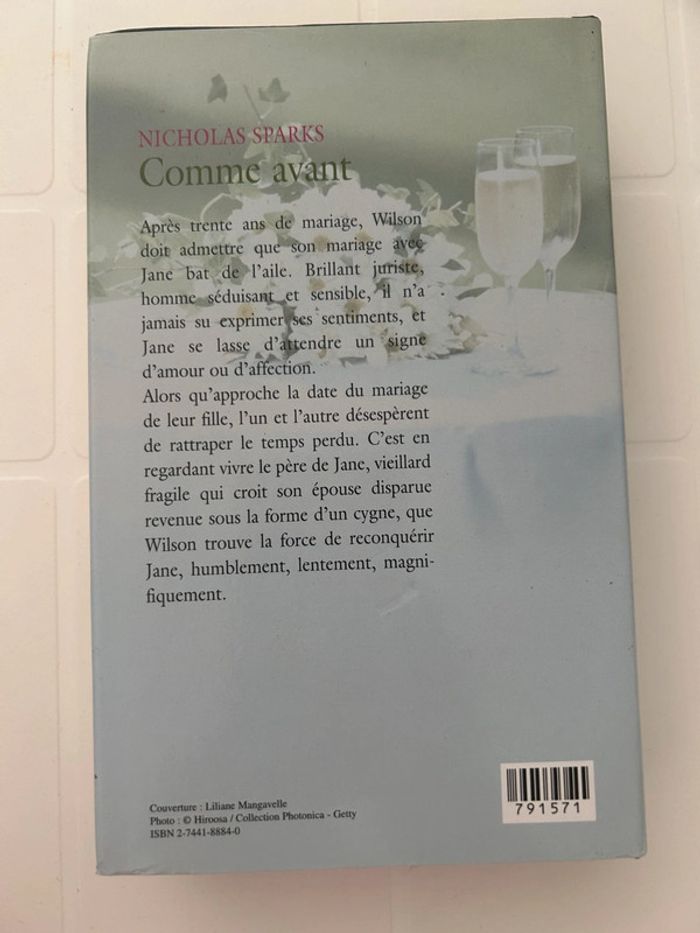 NICHOLAS SPARKS
Comme avant
Après trente ans de mariage, Wilson
doit admettre que son mariage avec
Jane bat de l’aile. Brillant juriste,
homme séduisant et sensible, il n’a
jamais su exprimer ses sentiments, et
Jane se lasse d’attendre un signe
d’amour ou d’affection.
Alors qu’approche la date du mariage
de leur fille, l’un et l’autre désespèrent
de rattraper le temps perdu. C’est en
regardant vivre le père de Jane, vieillard
fragile qui croit son épouse disparue
revenue sous la forme d’un cygne, que
Wilson trouve la force de reconquérir
Jane, humblement, lentement, magni-
fiquement.
Couverture : Liliane Mangavelle
Photo : © Hiroosa / Collection Photonica - Getty
ISBN 2-7441-8884-0
791571